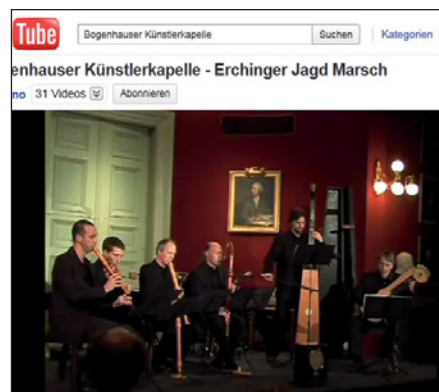 Tube Bogenhauser Künstlerkapelle Suchen Kategorien
enhauser Künstlerkapelle - Erchinger Jagd Marsch
no 31 Videos Abonnieren